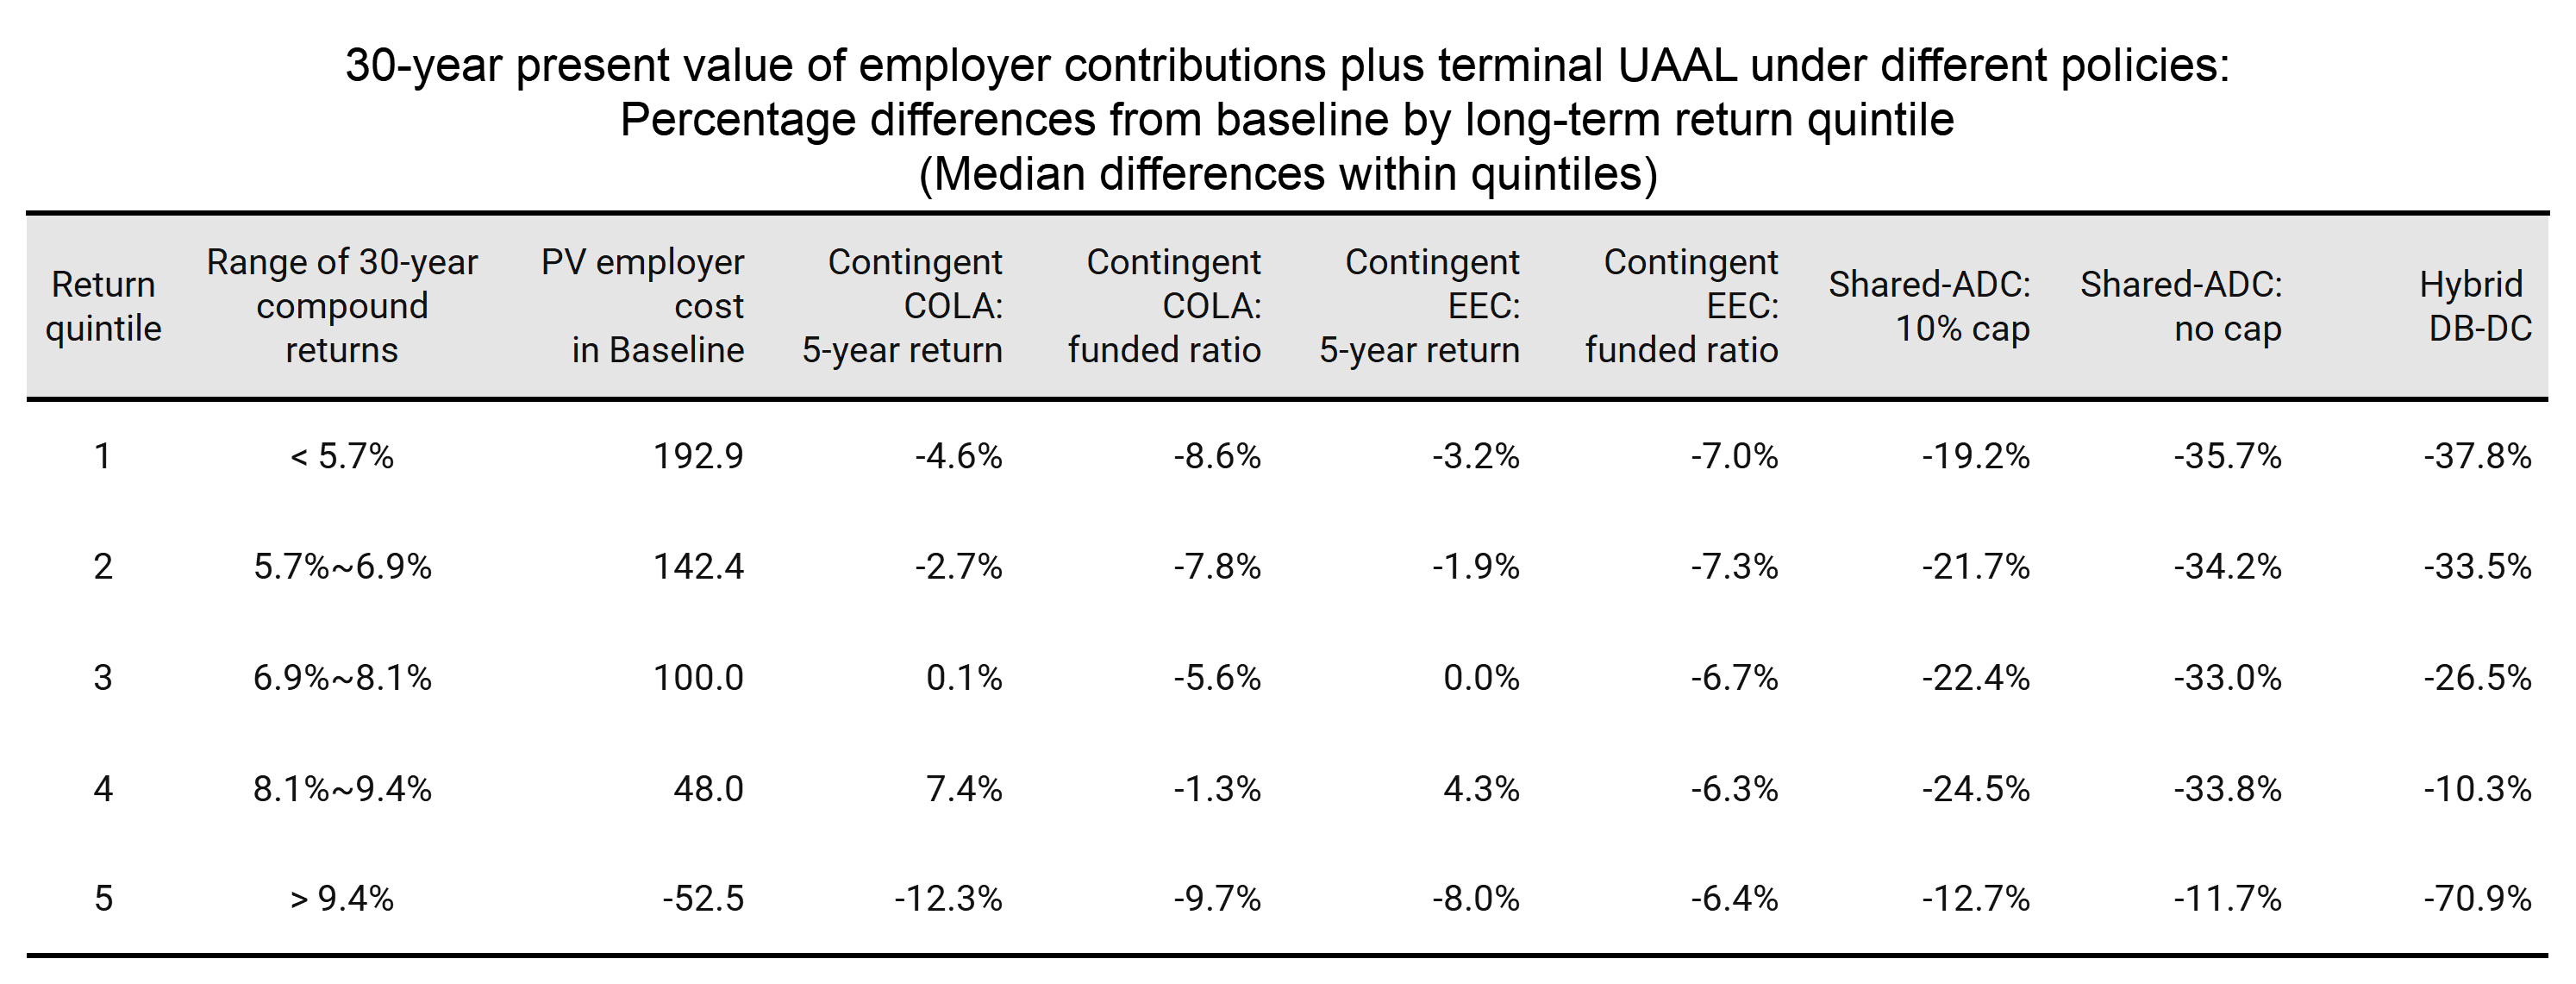 30-year present value of employer contributions plus terminal UAAL under different policies:
Percentage differences from baseline by long-term return quintile
(Median differences within quintiles)
Return quintile | Range of 30-year compound returns | PV employer cost in Baseline | Contingent COLA: 5-year return | Contingent COLA: funded ratio | Contingent EEC: 5-year return | Contingent EEC: funded ratio | Shared-ADC: 10% cap | Shared-ADC: no cap | Hybrid DB-DC
1 | < 5.7% | 192.9 | -4.6% | -8.6% | -3.2% | -7.0% | -19.2% | -35.7% | -37.8%
2 | 5.7%~6.9% | 142.4 | -2.7% | -7.8% | -1.9% | -7.3% | -21.7% | -34.2% | -33.5%
3 | 6.9%~8.1% | 100.0 | 0.1% | -5.6% | 0.0% | -6.7% | -22.4% | -33.0% | -26.5%
4 | 8.1%~9.4% | 48.0 | 7.4% | -1.3% | 4.3% | -6.3% | -24.5% | -33.8% | -10.3%
5 | > 9.4% | -52.5 | -12.3% | -9.7% | -8.0% | -6.4% | -12.7% | -11.7% | -70.9%